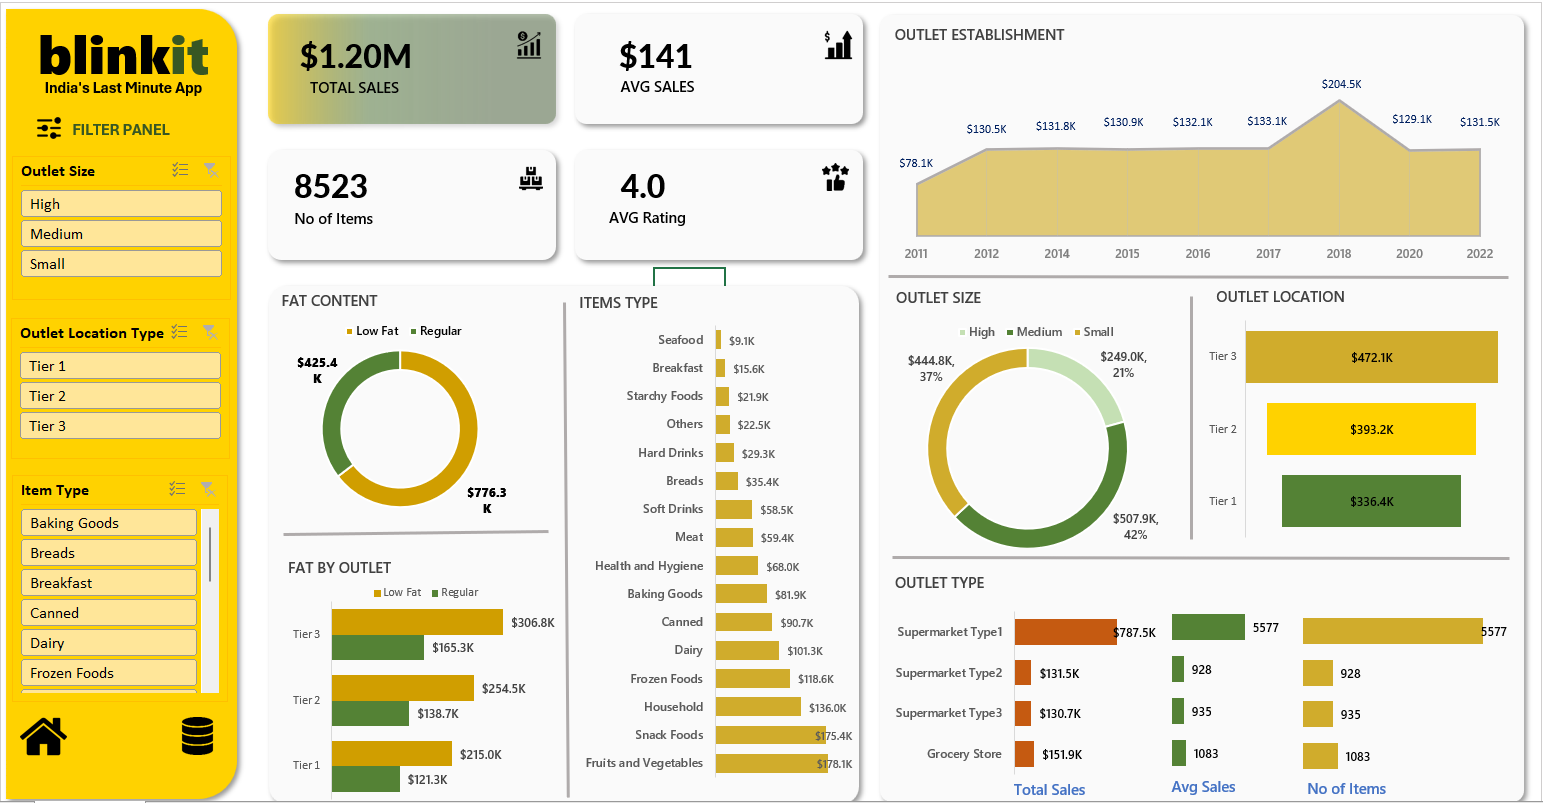 blinkit
India's Last Minute App
FILTER PANEL
Outlet Size
High
Medium
Small
Outlet Location Type
Tier 1
Tier 2
Tier 3
Item Type
Baking Goods
Breads
Breakfast
Canned
Dairy
Frozen Foods
$1.20M
TOTAL SALES
$141
AVG SALES
8523
No of Items
4.0
AVG Rating
FAT CONTENT
Low Fat Regular
$425.4
K
$776.3
K
FAT BY OUTLET
Low Fat Regular
Tier 3 $306.8K
$165.3K
Tier 2 $254.5K
$138.7K
Tier 1 $215.0K
$121.3K
ITEMS TYPE
Seafood $9.1K
Breakfast $15.6K
Starchy Foods $21.9K
Others $22.5K
Hard Drinks $29.3K
Breads $35.4K
Soft Drinks $58.5K
Meat $59.4K
Health and Hygiene $68.0K
Baking Goods $81.9K
Canned $90.7K
Dairy $101.3K
Frozen Foods $118.6K
Household $136.0K
Snack Foods $175.4K
Fruits and Vegetables $178.1K
OUTLET ESTABLISHMENT
$78.1K $130.5K $131.8K $130.9K $132.1K $133.1K $204.5K $129.1K $131.5K
2011 2012 2014 2015 2016 2017 2018 2020 2022
OUTLET SIZE
High Medium Small
$444.8K,
37%
$249.0K,
21%
$507.9K,
42%
OUTLET LOCATION
Tier 3 $472.1K
Tier 2 $393.2K
Tier 1 $336.4K
OUTLET TYPE
Supermarket Type1 $787.5K 5577 5577
Supermarket Type2 $131.5K 928 928
Supermarket Type3 $130.7K 935 935
Grocery Store $151.9K 1083 1083
Total Sales Avg Sales No of Items